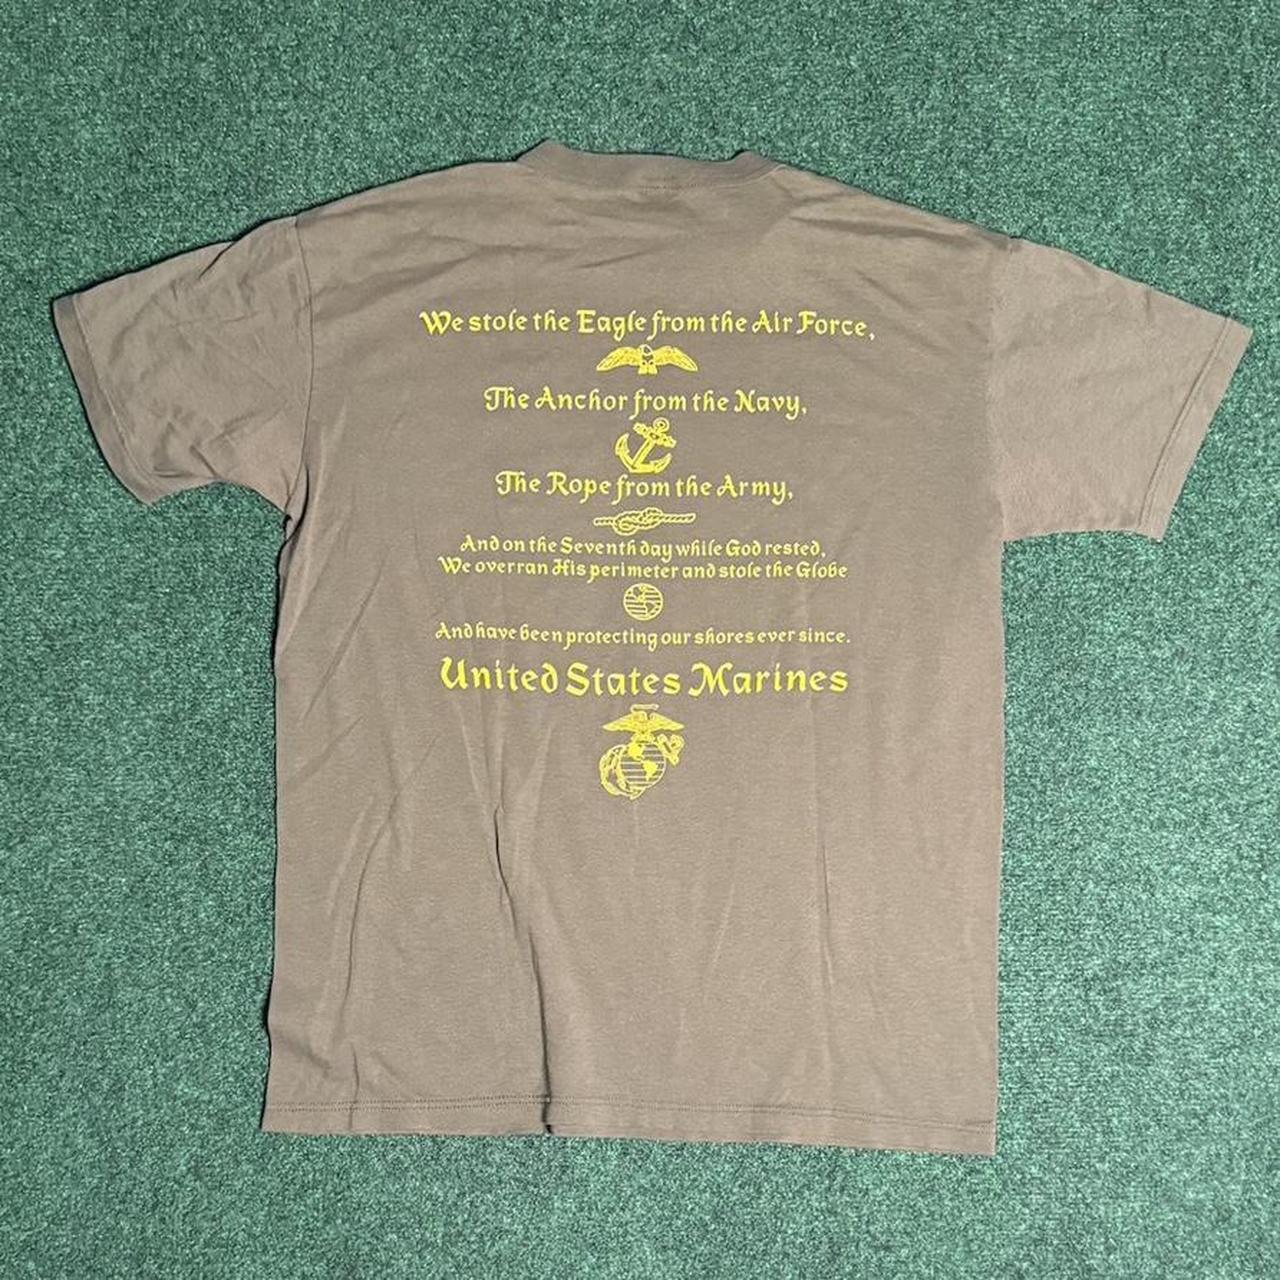 We stole the Eagle from the Air Force,
The Anchor from the Navy,
The Rope from the Army,
And on the Seventh day while God rested,
We overran His perimeter and stole the Globe
And have been protecting our shores ever since.
United States Marines